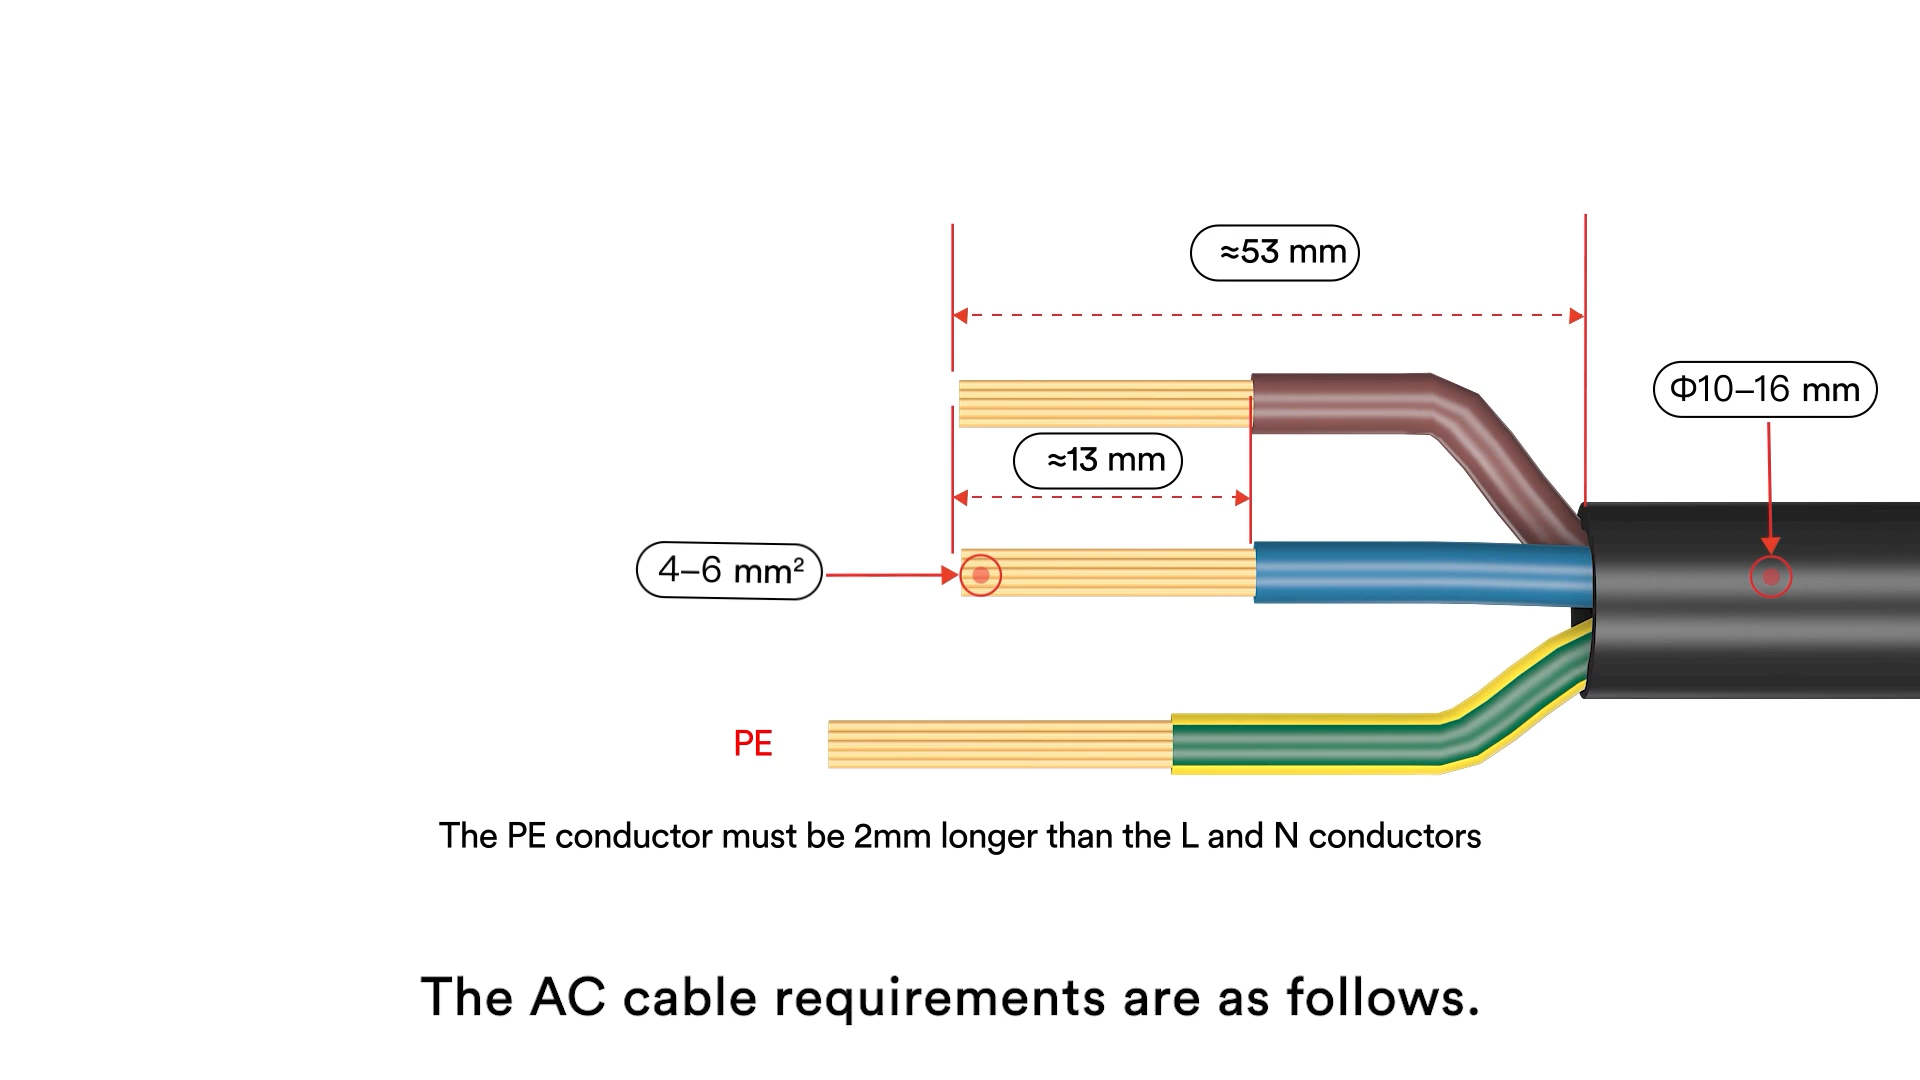 ≈53 mm
Φ10–16 mm
≈13 mm
4–6 mm²
PE
The PE conductor must be 2mm longer than the L and N conductors
The AC cable requirements are as follows.